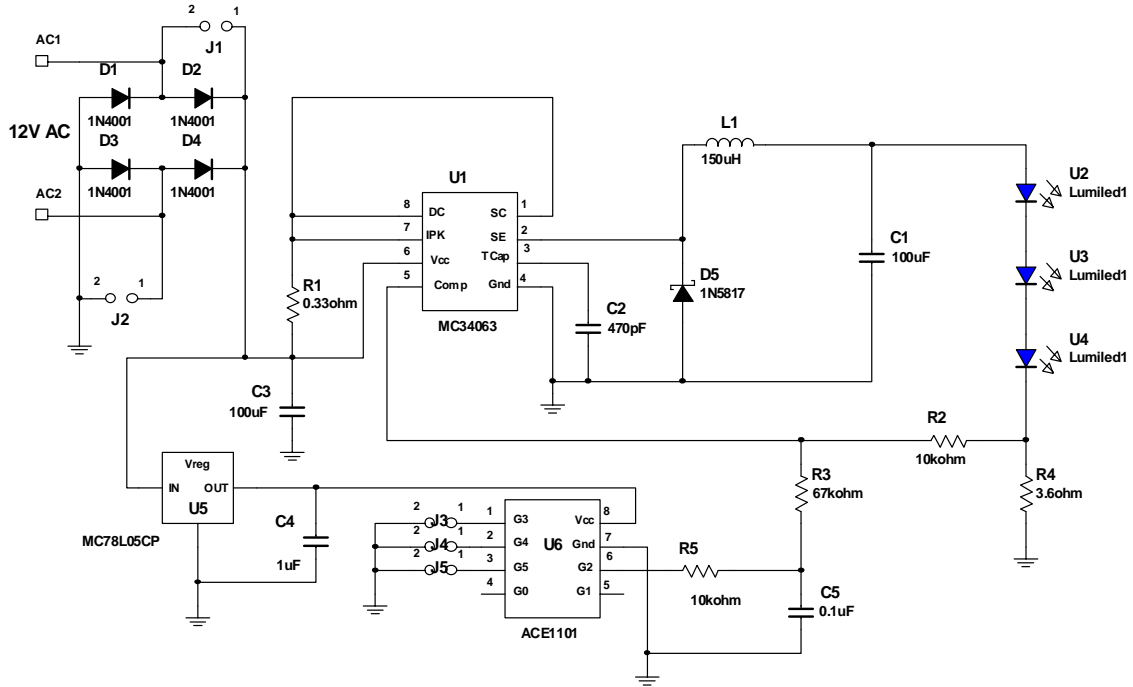 2 1
J1
AC1
D1 D2
1N4001 1N4001
12V AC
D3 D4
1N4001 1N4001
AC2
2 1
J2
U1
8 DC SC 1
7 IPK SE 2
6 Vcc TCap 3
5 Comp Gnd 4
MC34063
R1
0.33ohm
C2
470pF
L1
150uH
D5
1N5817
C1
100uF
U2
Lumiled1
U3
Lumiled1
U4
Lumiled1
C3
100uF
R2
10kohm
R3
67kohm
R4
3.6ohm
Vreg
IN OUT
U5
MC78L05CP
C4
1uF
2 J3 1
2 J4 1
2 J5 1
1 G3 Vcc 8
2 G4 Gnd 7
3 G5 G2 6
4 G0 G1 5
U6
ACE1101
R5
10kohm
C5
0.1uF